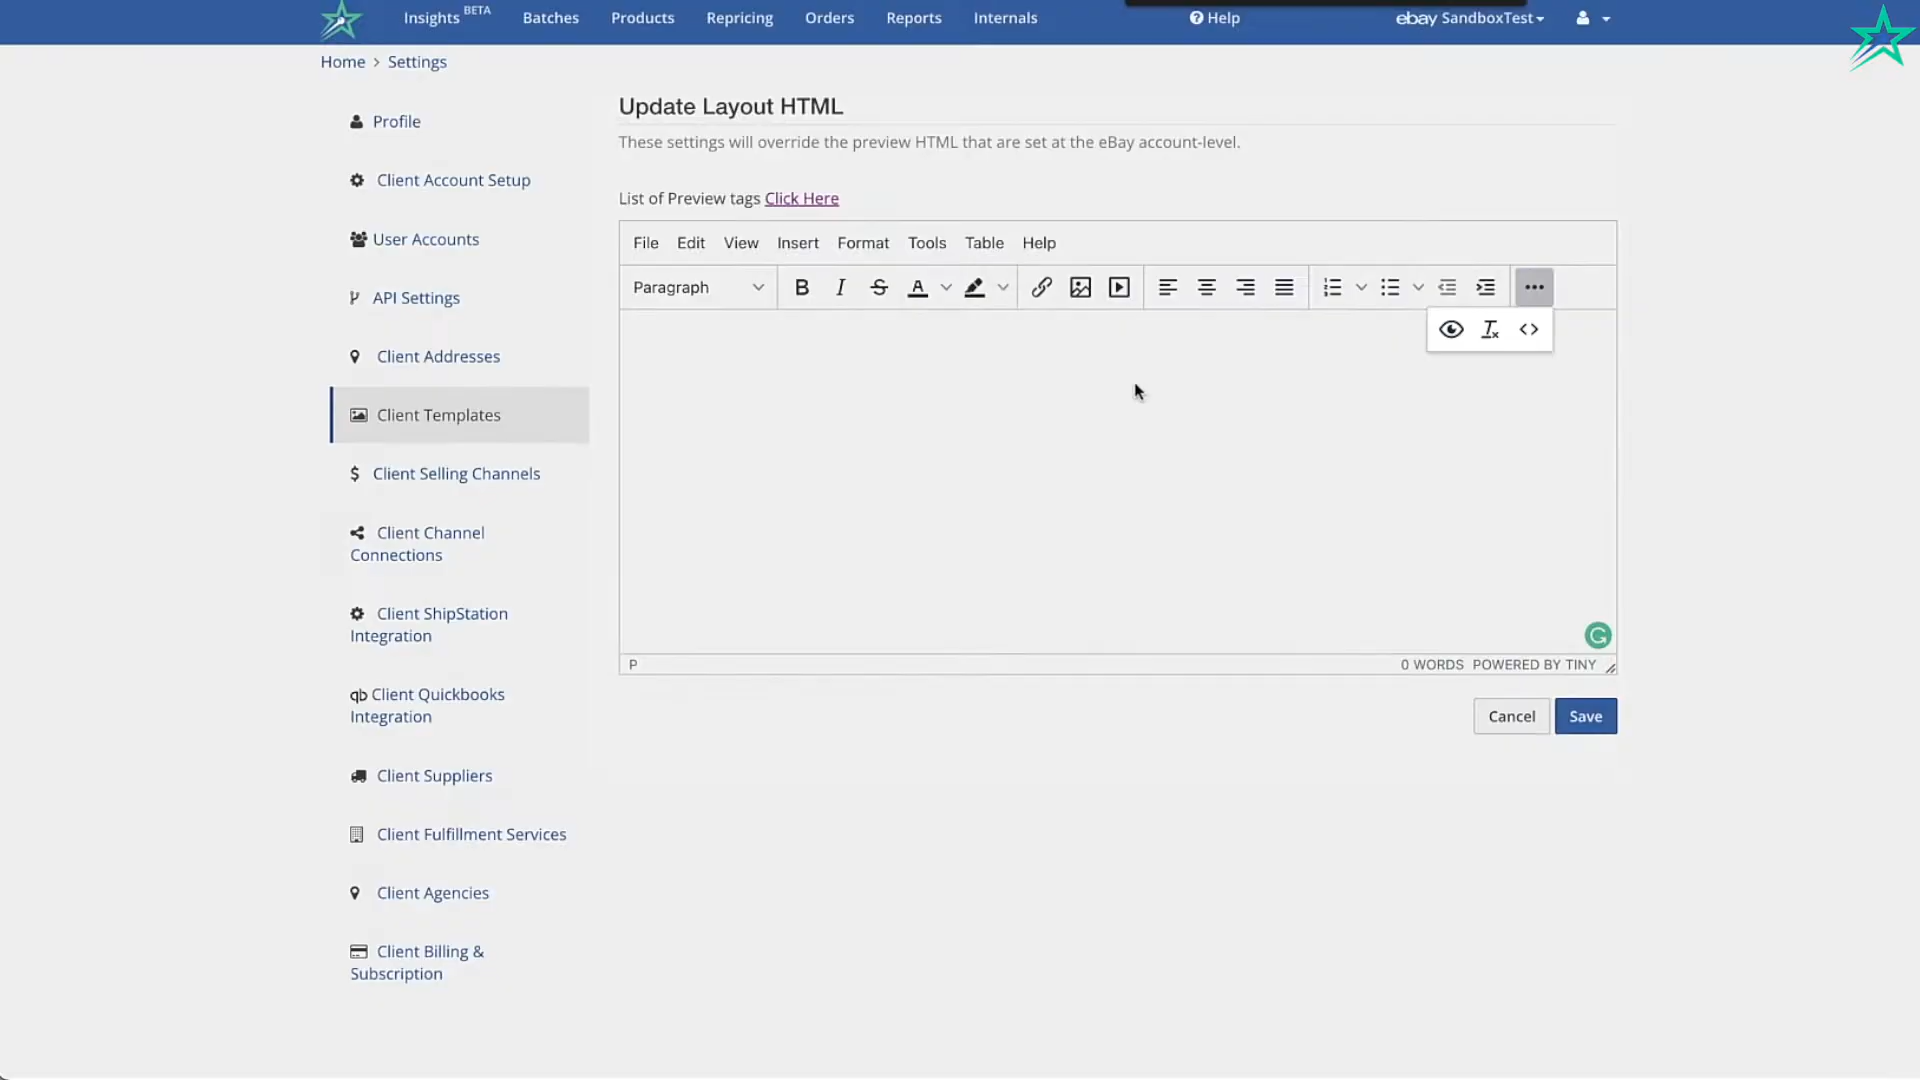 Insights BETA Batches Products Repricing Orders Reports Internals Help ebay SandboxTest
Home > Settings
Profile
Client Account Setup
User Accounts
API Settings
Client Addresses
Client Templates
Client Selling Channels
Client Channel
Connections
Client ShipStation
Integration
qb Client Quickbooks
Integration
Client Suppliers
Client Fulfillment Services
Client Agencies
Client Billing &
Subscription
Update Layout HTML
These settings will override the preview HTML that are set at the eBay account-level.
List of Preview tags Click Here
File Edit View Insert Format Tools Table Help
Paragraph
P 0 WORDS POWERED BY TINY
Cancel Save